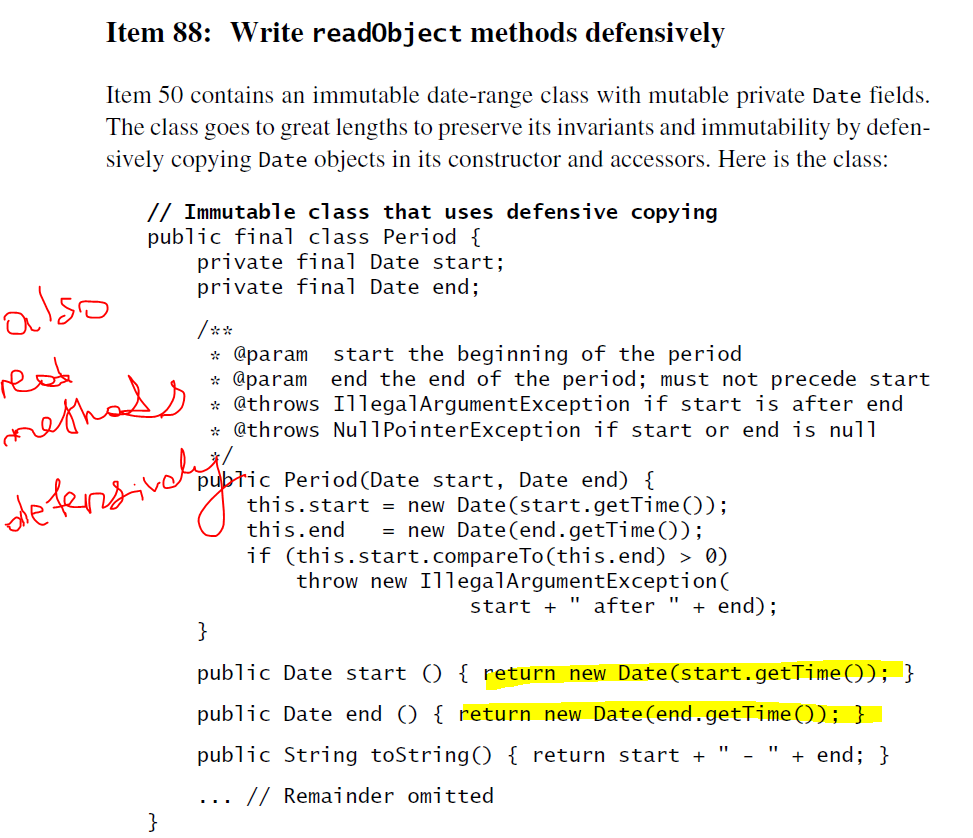 Item 88: Write readObject methods defensively
Item 50 contains an immutable date-range class with mutable private Date fields.
The class goes to great lengths to preserve its invariants and immutability by defen-
sively copying Date objects in its constructor and accessors. Here is the class:
// Immutable class that uses defensive copying
public final class Period {
    private final Date start;
    private final Date end;
    /**
     * @param  start the beginning of the period
     * @param  end the end of the period; must not precede start
     * @throws IllegalArgumentException if start is after end
     * @throws NullPointerException if start or end is null
     */
    public Period(Date start, Date end) {
        this.start = new Date(start.getTime());
        this.end   = new Date(end.getTime());
        if (this.start.compareTo(this.end) > 0)
            throw new IllegalArgumentException(
                          start + " after " + end);
    }
    public Date start () { return new Date(start.getTime()); }
    public Date end () { return new Date(end.getTime()); }
    public String toString() { return start + " - " + end; }
    ... // Remainder omitted
}
also
read
methods
defensively